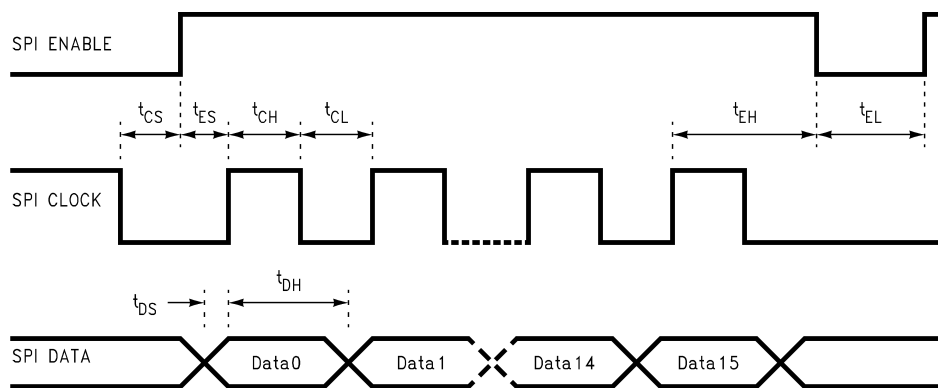 SPI ENABLE
tCS tES tCH tCL tEH tEL
SPI CLOCK
tDH
tDS
SPI DATA Data0 Data1 Data14 Data15